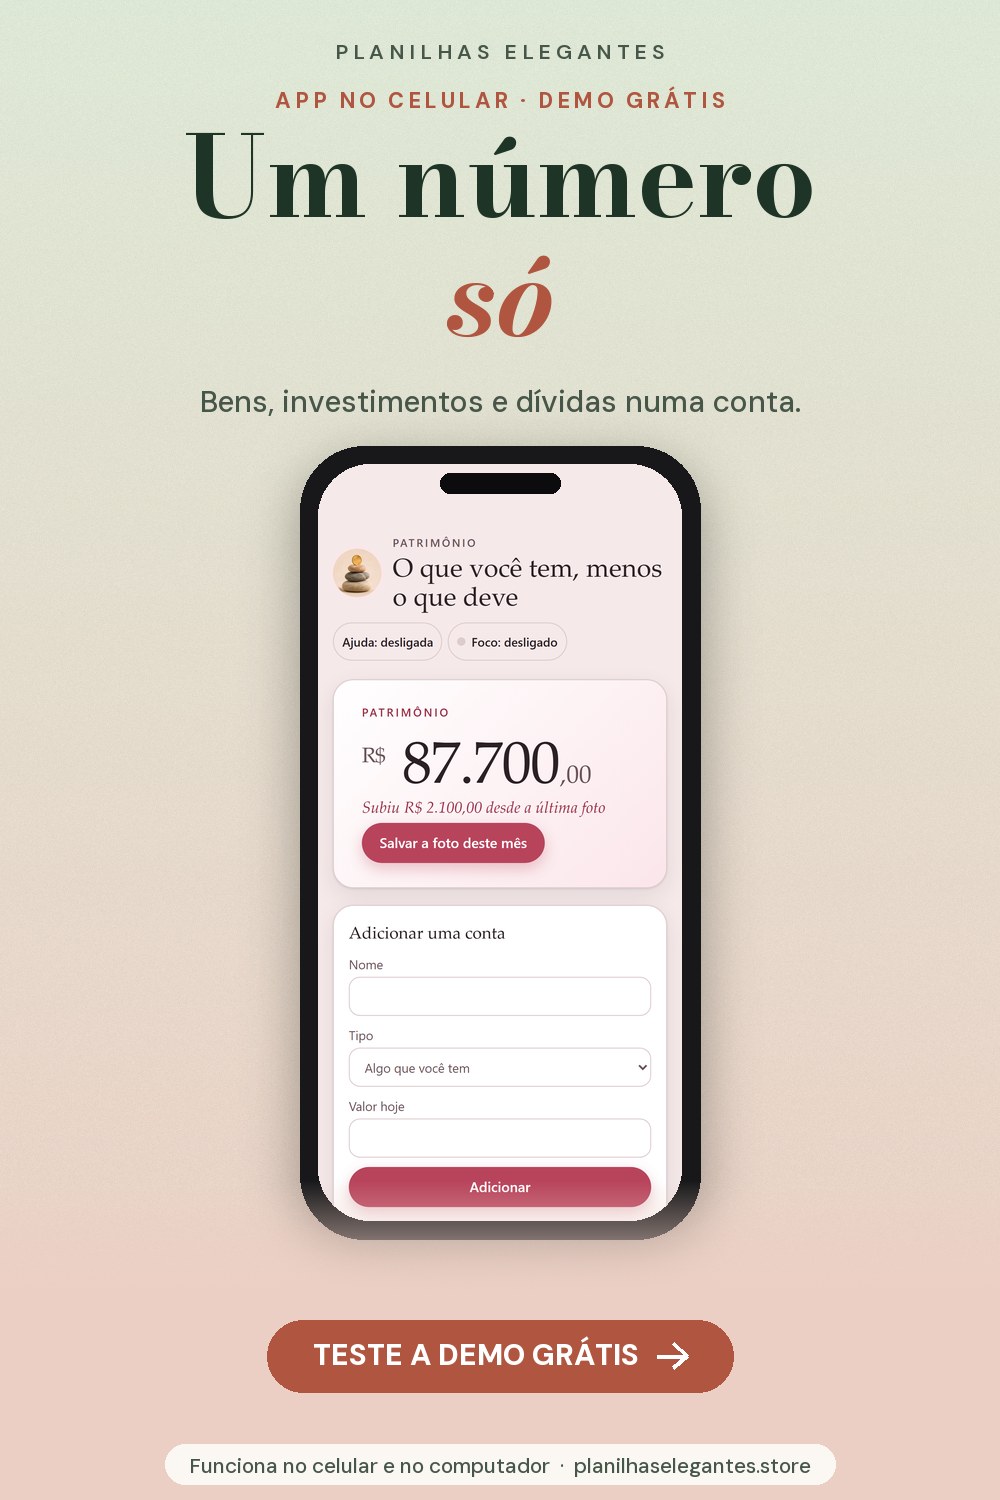 PLANILHAS ELEGANTES
APP NO CELULAR · DEMO GRÁTIS
Um número
só
Bens, investimentos e dívidas numa conta.
PATRIMÔNIO
O que você tem, menos
o que deve
Ajuda: desligada
Foco: desligado
PATRIMÔNIO
R$ 87.700,00
Subiu R$ 2.100,00 desde a última foto
Salvar a foto deste mês
Adicionar uma conta
Nome
Tipo
Algo que você tem
Valor hoje
Adicionar
TESTE A DEMO GRÁTIS →
Funciona no celular e no computador · planilhaselegantes.store